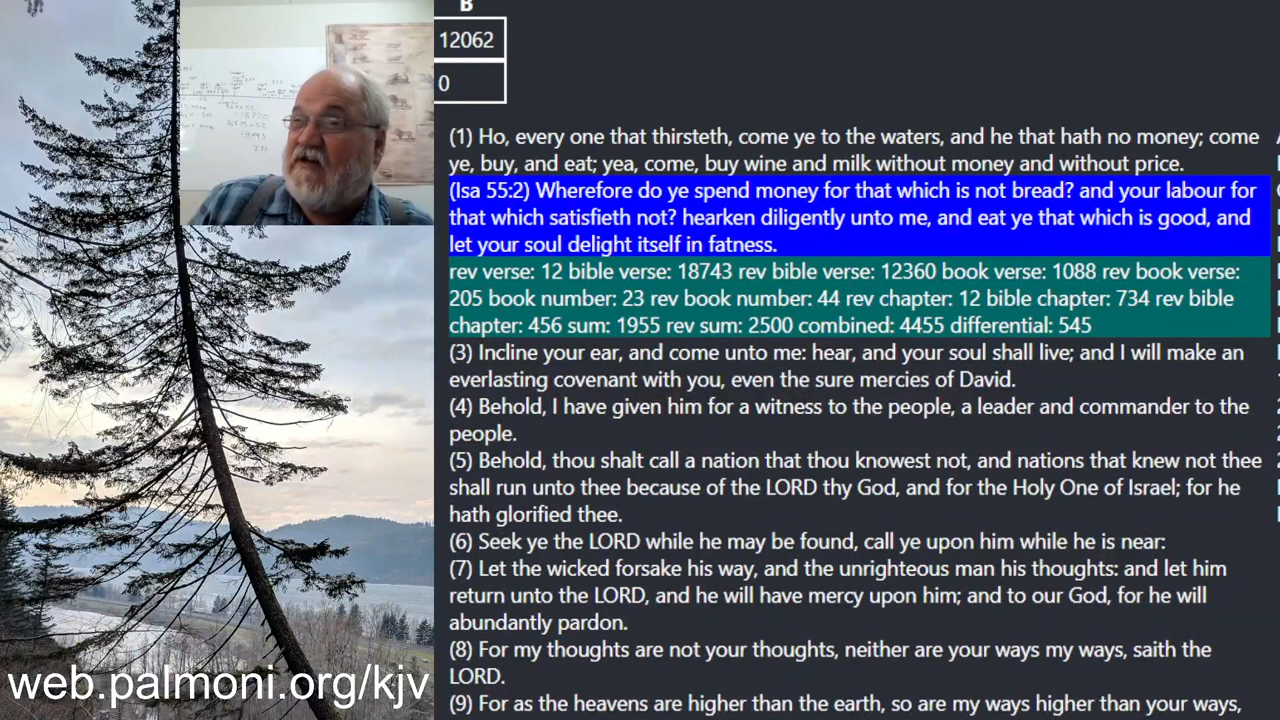 B
12062
0
(1) Ho, every one that thirsteth, come ye to the waters, and he that hath no money; come
ye, buy, and eat; yea, come, buy wine and milk without money and without price.
(Isa 55:2) Wherefore do ye spend money for that which is not bread? and your labour for
that which satisfieth not? hearken diligently unto me, and eat ye that which is good, and
let your soul delight itself in fatness.
rev verse: 12 bible verse: 18743 rev bible verse: 12360 book verse: 1088 rev book verse:
205 book number: 23 rev book number: 44 rev chapter: 12 bible chapter: 734 rev bible
chapter: 456 sum: 1955 rev sum: 2500 combined: 4455 differential: 545
(3) Incline your ear, and come unto me: hear, and your soul shall live; and I will make an
everlasting covenant with you, even the sure mercies of David.
(4) Behold, I have given him for a witness to the people, a leader and commander to the
people.
(5) Behold, thou shalt call a nation that thou knowest not, and nations that knew not thee
shall run unto thee because of the LORD thy God, and for the Holy One of Israel; for he
hath glorified thee.
(6) Seek ye the LORD while he may be found, call ye upon him while he is near:
(7) Let the wicked forsake his way, and the unrighteous man his thoughts: and let him
return unto the LORD, and he will have mercy upon him; and to our God, for he will
abundantly pardon.
(8) For my thoughts are not your thoughts, neither are your ways my ways, saith the
LORD.
(9) For as the heavens are higher than the earth, so are my ways higher than your ways,
web.palmoni.org/kjv